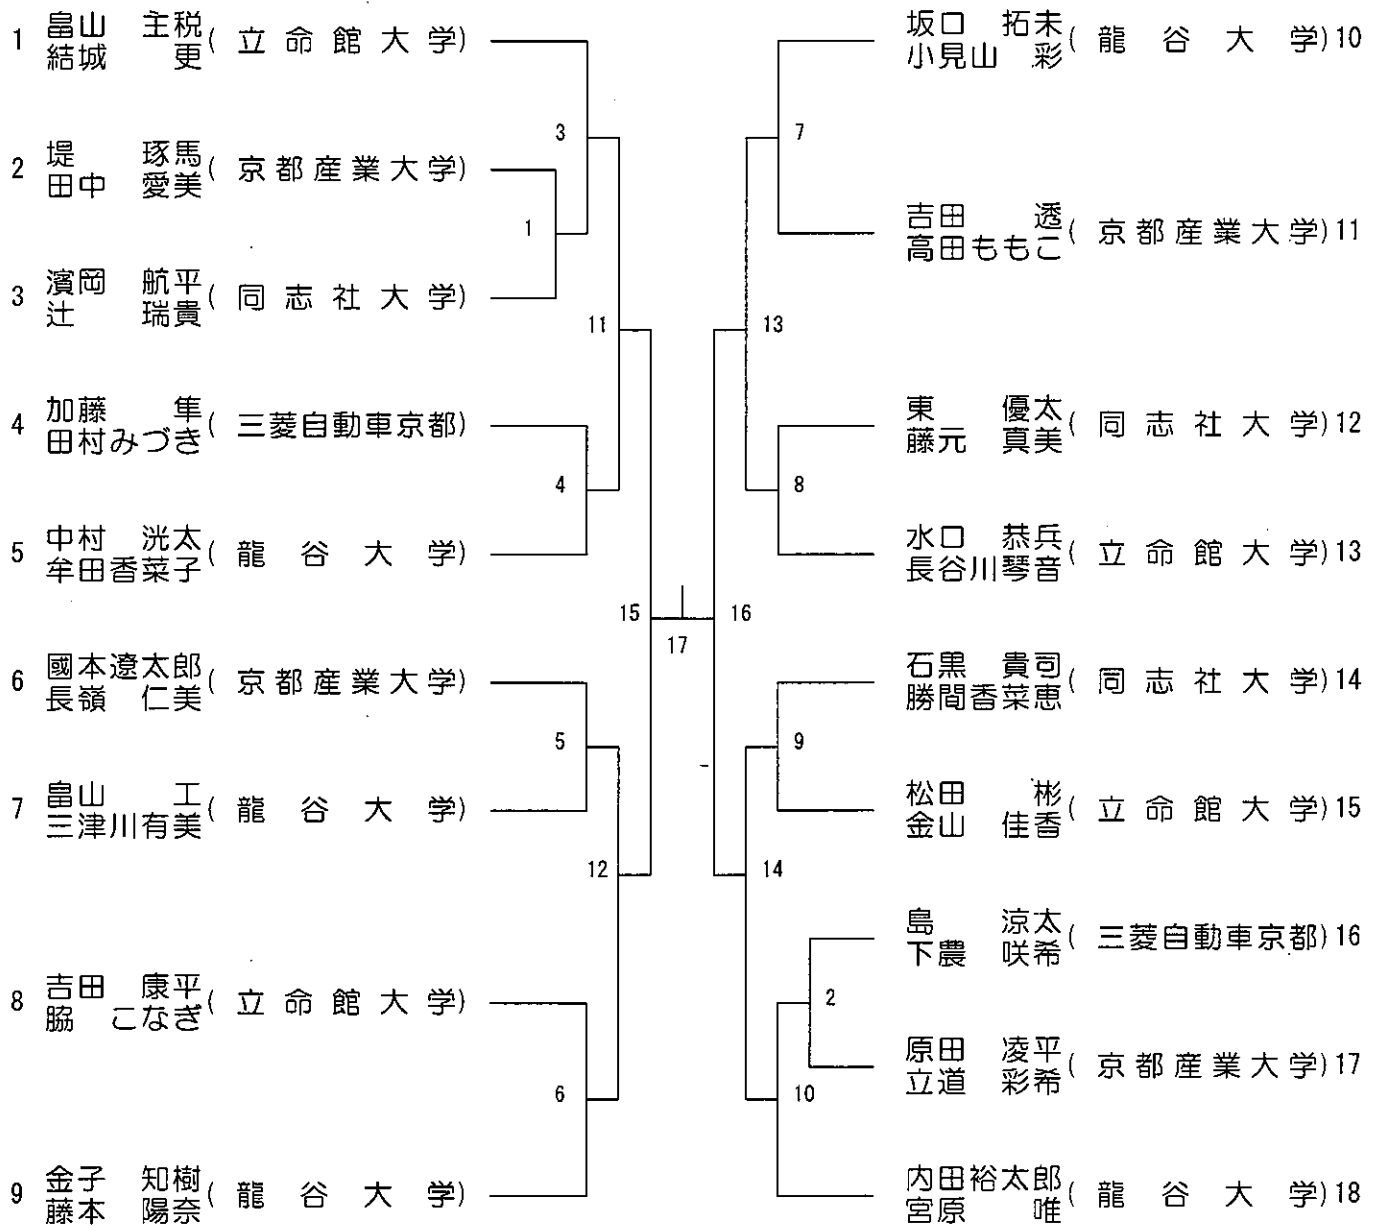 1 畠山 主税
結城 更 ( 立命館大学)
2 堤 琢馬
田中 愛美 ( 京都産業大学)
3 濱岡 航平
辻 瑞貴 ( 同志社大学)
4 加藤 隼
田村みづき ( 三菱自動車京都)
5 中村 洸太
牟田香菜子 ( 龍谷大学)
6 國本遼太郎
長嶺 仁美 ( 京都産業大学)
7 畠山 工
三津川有美 ( 龍谷大学)
8 吉田 康平
脇 こなぎ ( 立命館大学)
9 金子 知樹
藤本 陽奈 ( 龍谷大学)
3
1
11
4
15
5
12
6
17
16
7
13
8
9
14
2
10
坂口 拓未
小見山 彩 ( 龍谷大学) 10
吉田 透
高田ももこ ( 京都産業大学) 11
東 優太
藤元 真美 ( 同志社大学) 12
水口 恭兵
長谷川琴音 ( 立命館大学) 13
石黒 貴司
勝間香菜恵 ( 同志社大学) 14
松田 彬
金山 佳香 ( 立命館大学) 15
島 涼太
下農 咲希 ( 三菱自動車京都) 16
原田 凌平
立道 彩希 ( 京都産業大学) 17
内田裕太郎
宮原 唯 ( 龍谷大学) 18